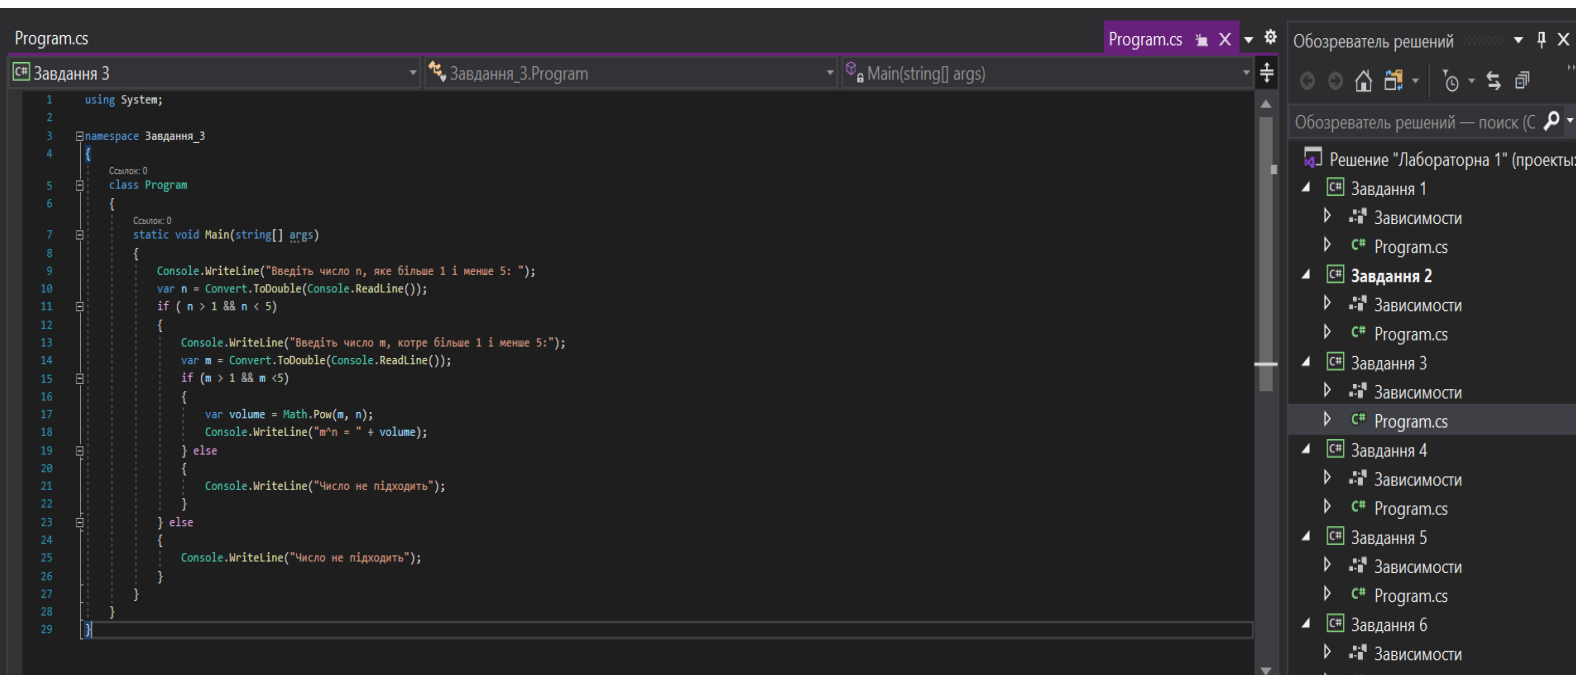 Program.cs
Program.cs
Завдання 3
Завдання_3.Program
Main(string[] args)
1 using System;
2
3 namespace Завдання_3
4 {
Ссылок: 0
5 class Program
6 {
Ссылок: 0
7 static void Main(string[] args)
8 {
9 Console.WriteLine("Введіть число n, яке більше 1 і менше 5: ");
10 var n = Convert.ToDouble(Console.ReadLine());
11 if ( n > 1 && n < 5)
12 {
13 Console.WriteLine("Введіть число m, котре більше 1 і менше 5:");
14 var m = Convert.ToDouble(Console.ReadLine());
15 if (m > 1 && m <5)
16 {
17 var volume = Math.Pow(m, n);
18 Console.WriteLine("m^n = " + volume);
19 } else
20 {
21 Console.WriteLine("Число не підходить");
22 }
23 } else
24 {
25 Console.WriteLine("Число не підходить");
26 }
27 }
28 }
29 }
Обозреватель решений
Обозреватель решений — поиск (C
Решение "Лабораторна 1" (проекты:
C# Завдання 1
Зависимости
C# Program.cs
C# Завдання 2
Зависимости
C# Program.cs
C# Завдання 3
Зависимости
C# Program.cs
C# Завдання 4
Зависимости
C# Program.cs
C# Завдання 5
Зависимости
C# Program.cs
C# Завдання 6
Зависимости